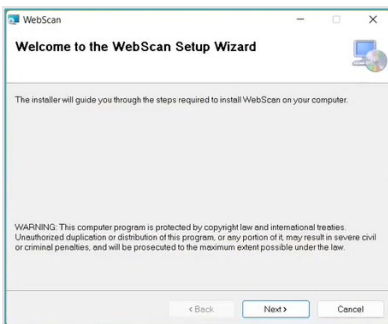 WebScan
Welcome to the WebScan Setup Wizard
The installer will guide you through the steps required to install WebScan on your computer.
WARNING: This computer program is protected by copyright law and international treaties.
Unauthorized duplication or distribution of this program, or any portion of it, may result in severe civil
or criminal penalties, and will be prosecuted to the maximum extent possible under the law.
< Back
Next >
Cancel